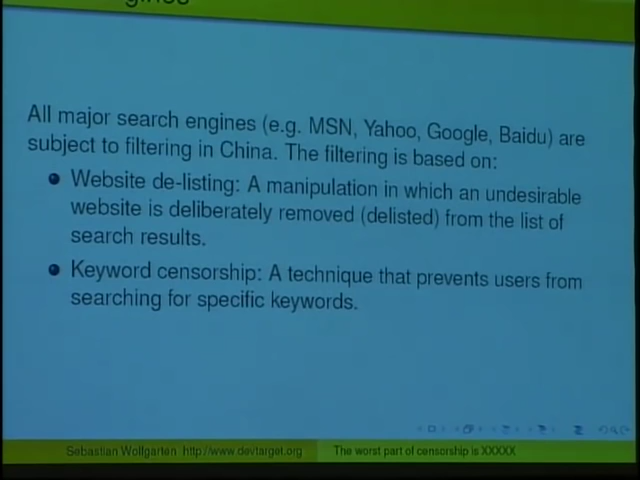 All major search engines (e.g. MSN, Yahoo, Google, Baidu) are
subject to filtering in China. The filtering is based on:
Website de-listing: A manipulation in which an undesirable
website is deliberately removed (delisted) from the list of
search results.
Keyword censorship: A technique that prevents users from
searching for specific keywords.
Sebastian Wolfgarten http://www.devtarget.org The worst part of censorship is XXXXX